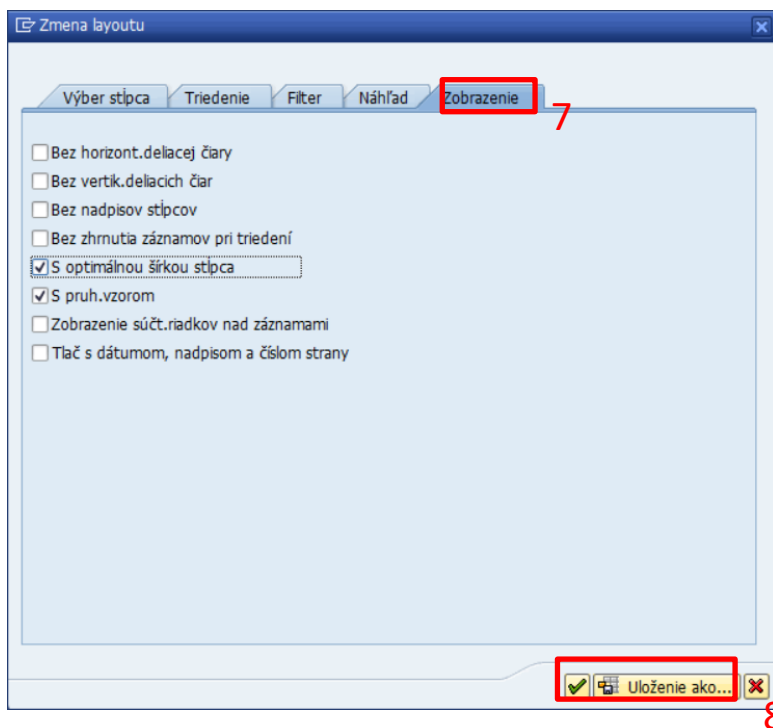 Zmena layoutu
Výber stĺpca Triedenie Filter Náhľad Zobrazenie
7
Bez horizont.deliacej čiary
Bez vertik.deliacich čiar
Bez nadpisov stĺpcov
Bez zhrnutia záznamov pri triedení
S optimálnou šírkou stĺpca
S pruh.vzorom
Zobrazenie súčt.riadkov nad záznamami
Tlač s dátumom, nadpisom a číslom strany
Uloženie ako...
8